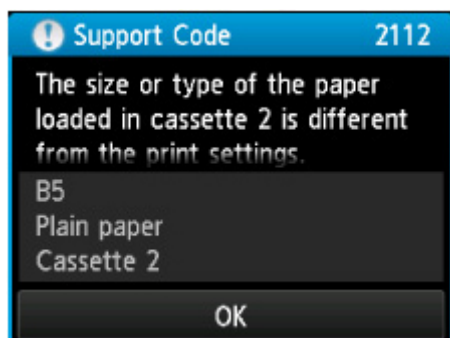 Support Code 2112
The size or type of the paper
loaded in cassette 2 is different
from the print settings.
B5
Plain paper
Cassette 2
OK